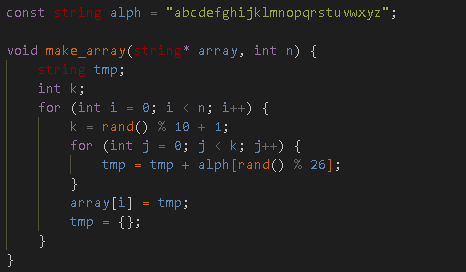 const string alph = "abcdefghijklmnopqrstuvwxyz";

void make_array(string* array, int n) {
    string tmp;
    int k;
    for (int i = 0; i < n; i++) {
        k = rand() % 10 + 1;
        for (int j = 0; j < k; j++) {
            tmp = tmp + alph[rand() % 26];
        }
        array[i] = tmp;
        tmp = {};
    }
}